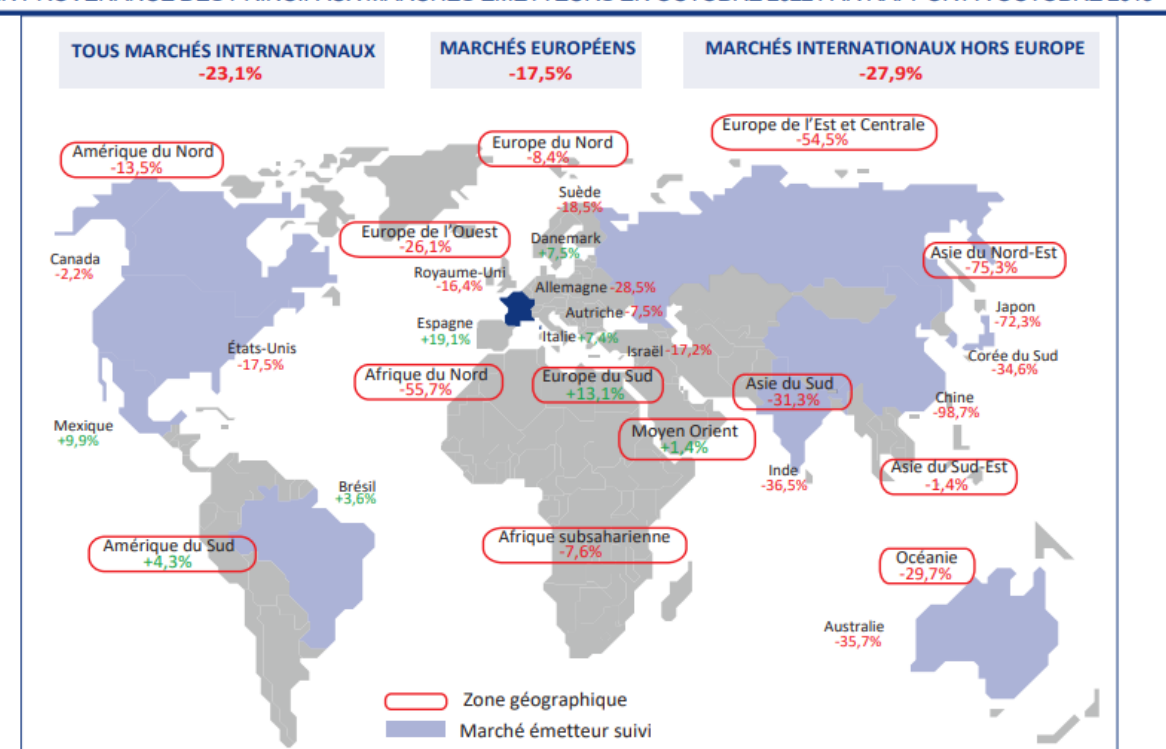 TOUS MARCHÉS INTERNATIONAUX
-23,1%
MARCHÉS EUROPÉENS
-17,5%
MARCHÉS INTERNATIONAUX HORS EUROPE
-27,9%
Amérique du Nord
-13,5%
Europe du Nord
-8,4%
Europe de l'Est et Centrale
-54,5%
Suède
-18,5%
Europe de l'Ouest
-26,1%
Danemark
+7,5%
Asie du Nord-Est
-75,3%
Canada
-2,2%
Royaume-Uni
-16,4%
Allemagne -28,5%
Autriche -7,5%
Japon
-72,3%
Espagne
+19,1%
Italie +7,4%
Israël -17,2%
États-Unis
-17,5%
Corée du Sud
-34,6%
Afrique du Nord
-55,7%
Europe du Sud
+13,1%
Asie du Sud
-31,3%
Chine
-98,7%
Mexique
+9,9%
Moyen Orient
+1,4%
Inde
-36,5%
Asie du Sud-Est
-1,4%
Brésil
+3,6%
Amérique du Sud
+4,3%
Afrique subsaharienne
-7,6%
Océanie
-29,7%
Australie
-35,7%
Zone géographique
Marché émetteur suivi